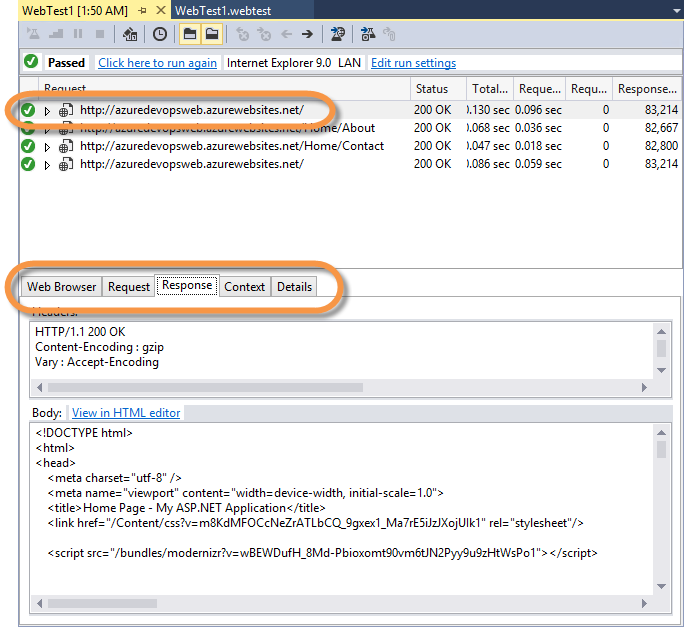 WebTest1 [1:50 AM] WebTest1.webtest
Passed Click here to run again Internet Explorer 9.0 LAN Edit run settings
Request Status Total... Reque... Requ... Response...
http://azuredevopsweb.azurewebsites.net/ 200 OK 0.130 sec 0.096 sec 0 83,214
http://azuredevopsweb.azurewebsites.net/Home/About 200 OK 0.068 sec 0.036 sec 0 82,667
http://azuredevopsweb.azurewebsites.net/Home/Contact 200 OK 0.047 sec 0.018 sec 0 82,800
http://azuredevopsweb.azurewebsites.net/ 200 OK 0.086 sec 0.059 sec 0 83,214
Web Browser Request Response Context Details
Headers:
HTTP/1.1 200 OK
Content-Encoding : gzip
Vary : Accept-Encoding
Body: View in HTML editor
<!DOCTYPE html>
<html>
<head>
<meta charset="utf-8" />
<meta name="viewport" content="width=device-width, initial-scale=1.0">
<title>Home Page - My ASP.NET Application</title>
<link href="/Content/css?v=m8KdMFOCcNeZrATLbCQ_9gxex1_Ma7rE5iJzJXojUlk1" rel="stylesheet"/>
<script src="/bundles/modernizr?v=wBEWDufH_8Md-Pbioxomt90vm6tJN2Pyy9u9zHtWsPo1"></script>